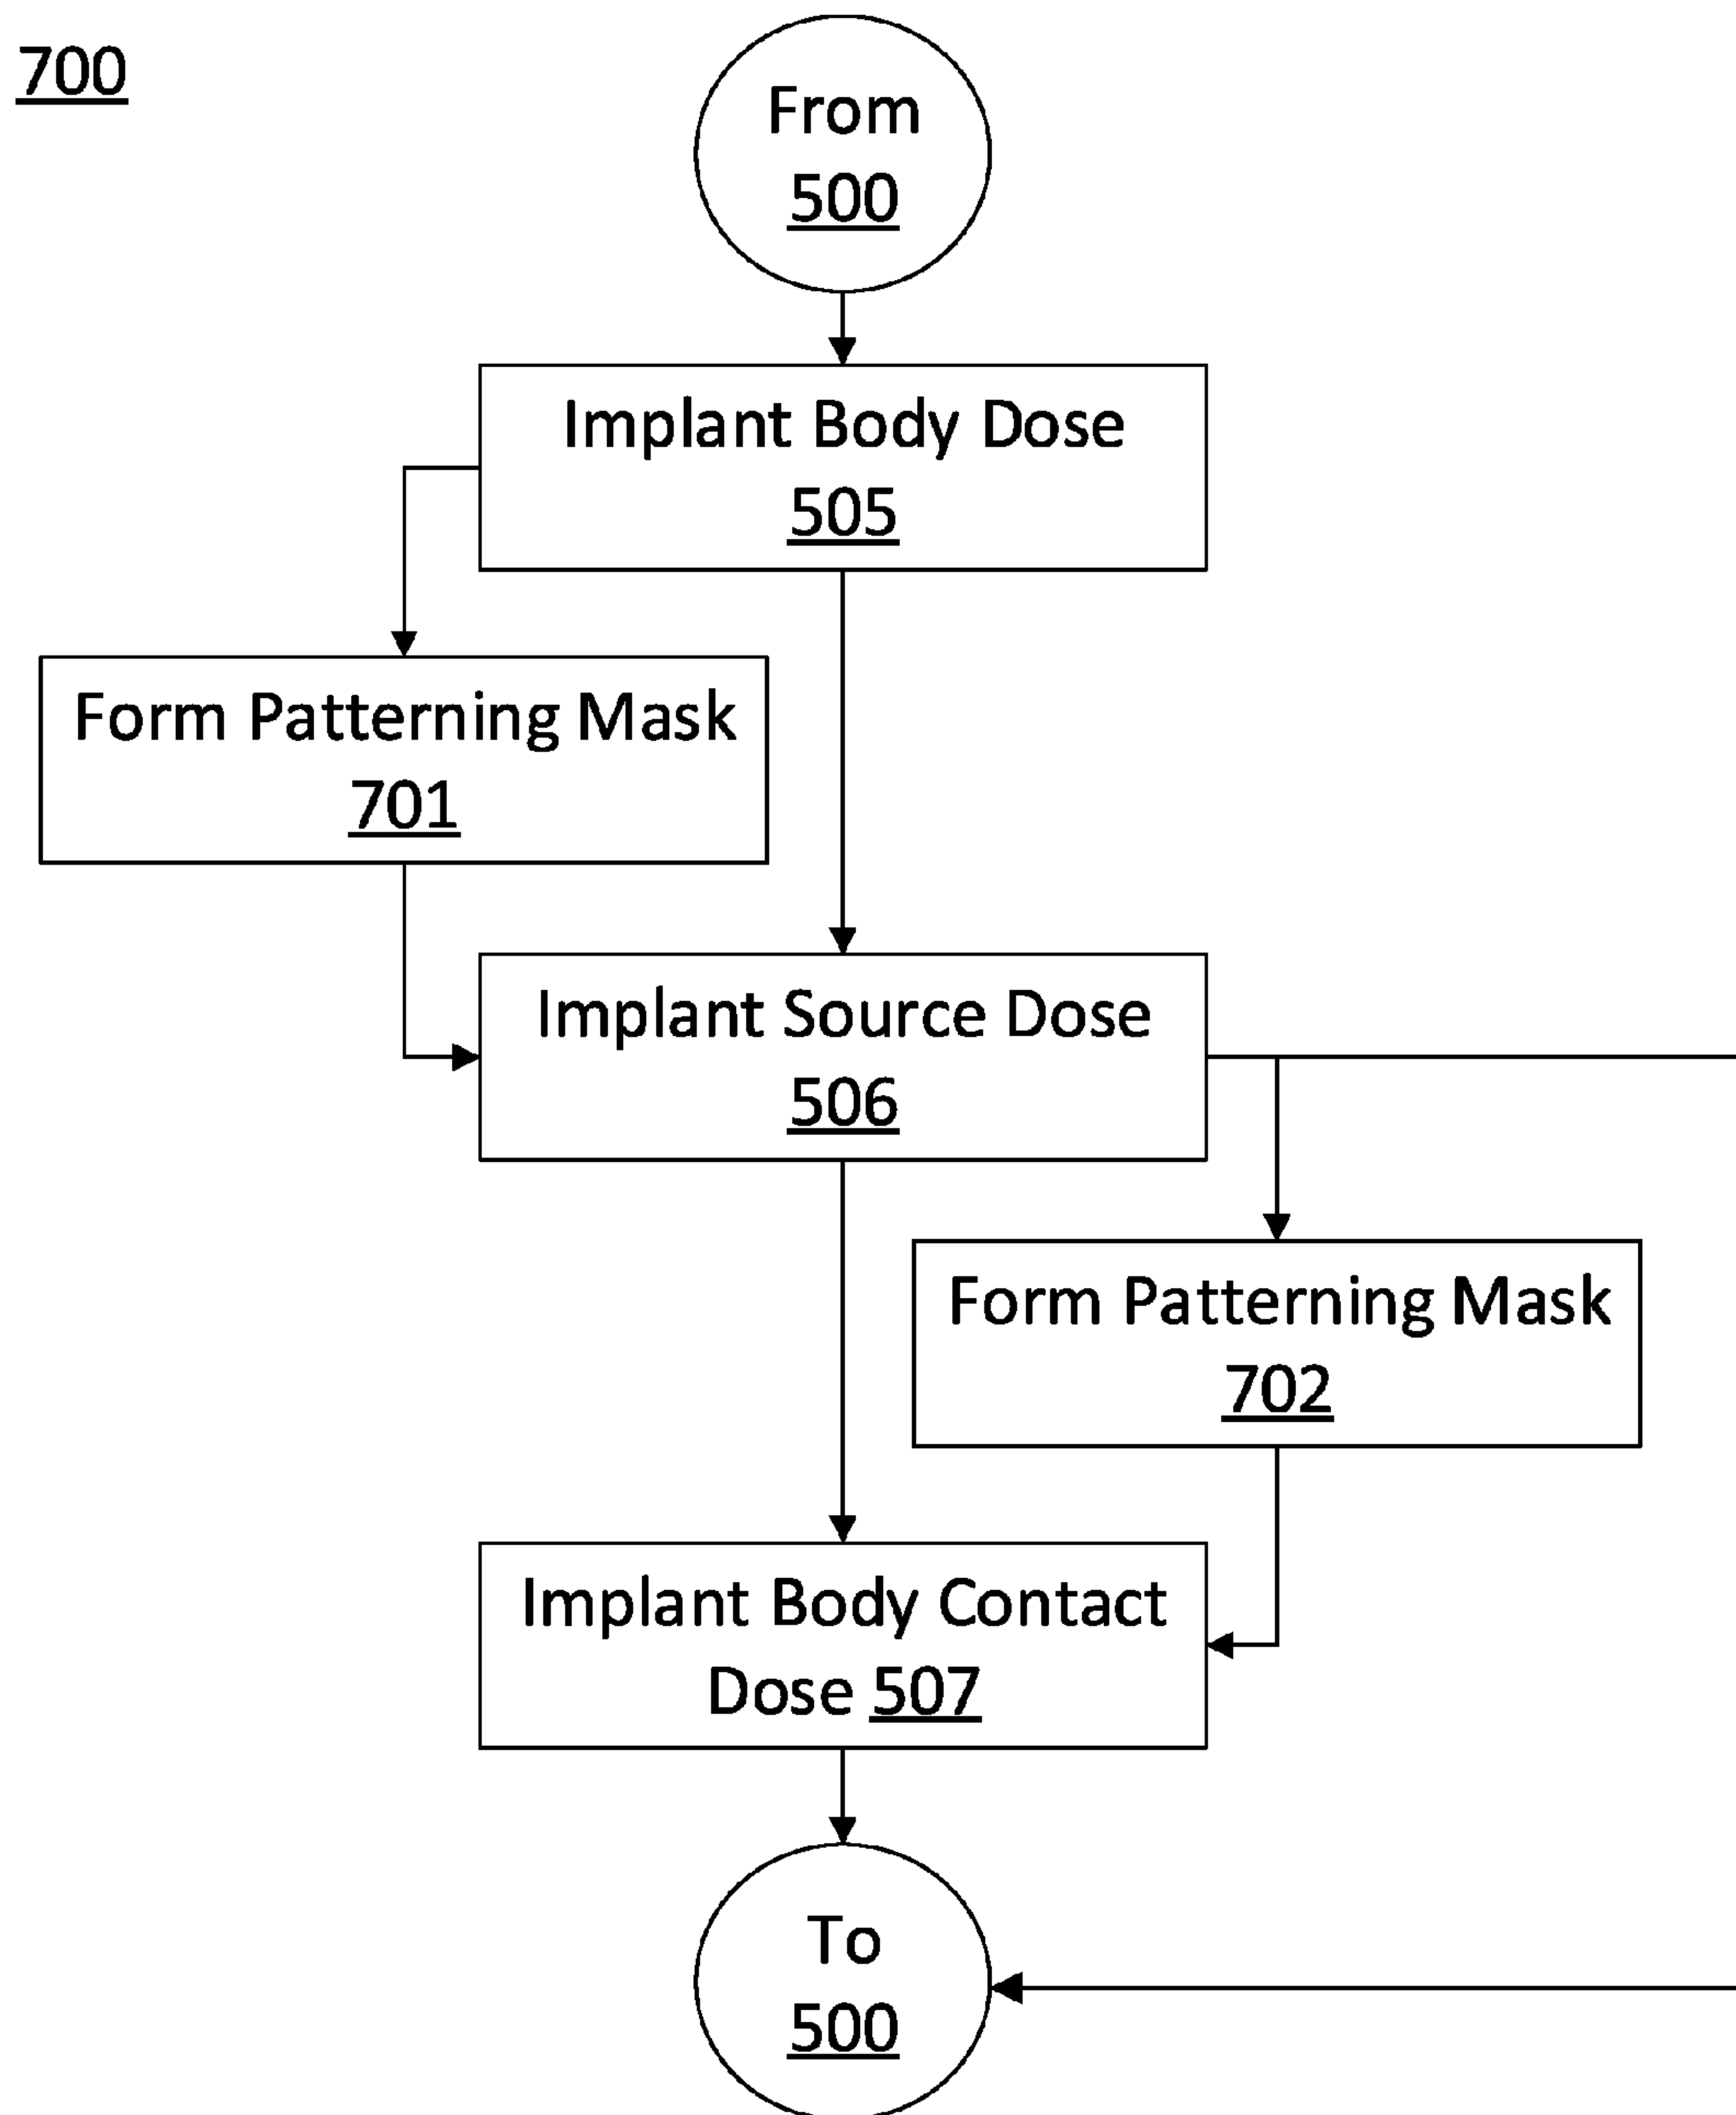 700
From
500
Implant Body Dose
505
Form Patterning Mask
701
Implant Source Dose
506
Form Patterning Mask
702
Implant Body Contact
Dose 507
To
500